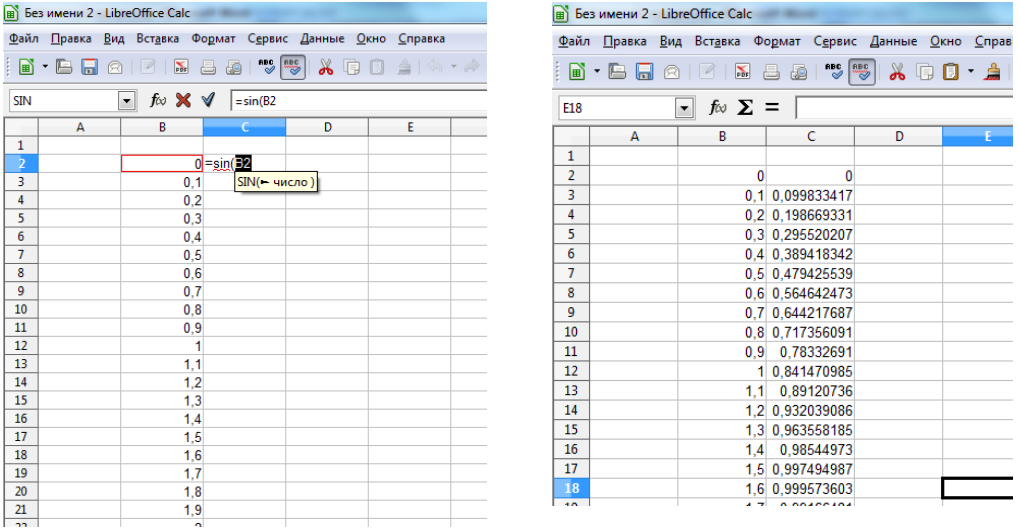 Без имени 2 - LibreOffice Calc
Файл Правка Вид Вставка Формат Сервис Данные Окно Справка
SIN =sin(B2
A B C D E
1
2 0 =sin(B2
SIN( число )
3 0,1
4 0,2
5 0,3
6 0,4
7 0,5
8 0,6
9 0,7
10 0,8
11 0,9
12 1
13 1,1
14 1,2
15 1,3
16 1,4
17 1,5
18 1,6
19 1,7
20 1,8
21 1,9
22 2
Без имени 2 - LibreOffice Calc
Файл Правка Вид Вставка Формат Сервис Данные Окно Справ
E18
A B C D E
1
2 0 0
3 0,1 0,099833417
4 0,2 0,198669331
5 0,3 0,295520207
6 0,4 0,389418342
7 0,5 0,479425539
8 0,6 0,564642473
9 0,7 0,644217687
10 0,8 0,717356091
11 0,9 0,78332691
12 1 0,841470985
13 1,1 0,89120736
14 1,2 0,932039086
15 1,3 0,963558185
16 1,4 0,98544973
17 1,5 0,997494987
18 1,6 0,999573603